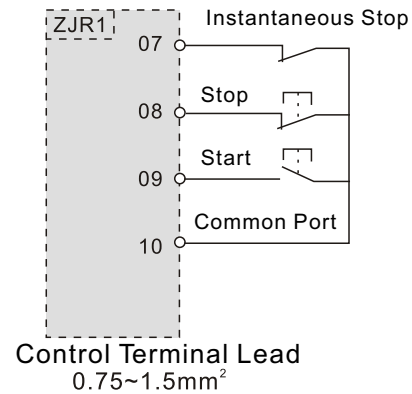 Instantaneous Stop
ZJR1
07
Stop
08
Start
09
Common Port
10
Control Terminal Lead
0.75~1.5mm²